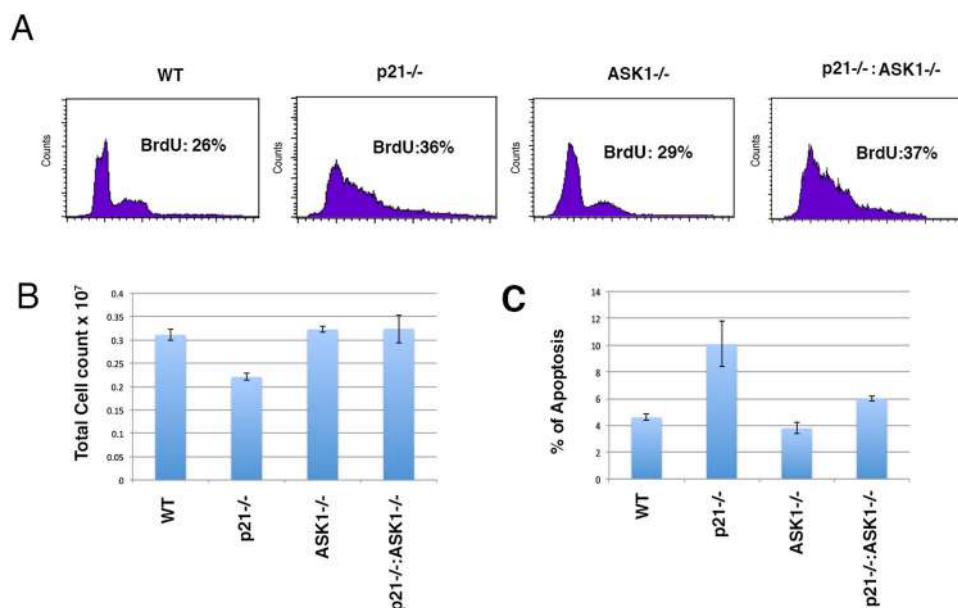 A
WT
p21-/-
ASK1-/-
p21-/-:ASK1-/-
Counts
BrdU: 26%
Counts
BrdU:36%
Counts
BrdU: 29%
Counts
BrdU:37%
B
Total Cell count x 10⁷
0.4
0.35
0.3
0.25
0.2
0.15
0.1
0.05
0
WT
p21-/-
ASK1-/-
p21-/-:ASK1-/-
C
% of Apoptosis
14
12
10
8
6
4
2
0
WT
p21-/-
ASK1-/-
p21-/-:ASK1-/-